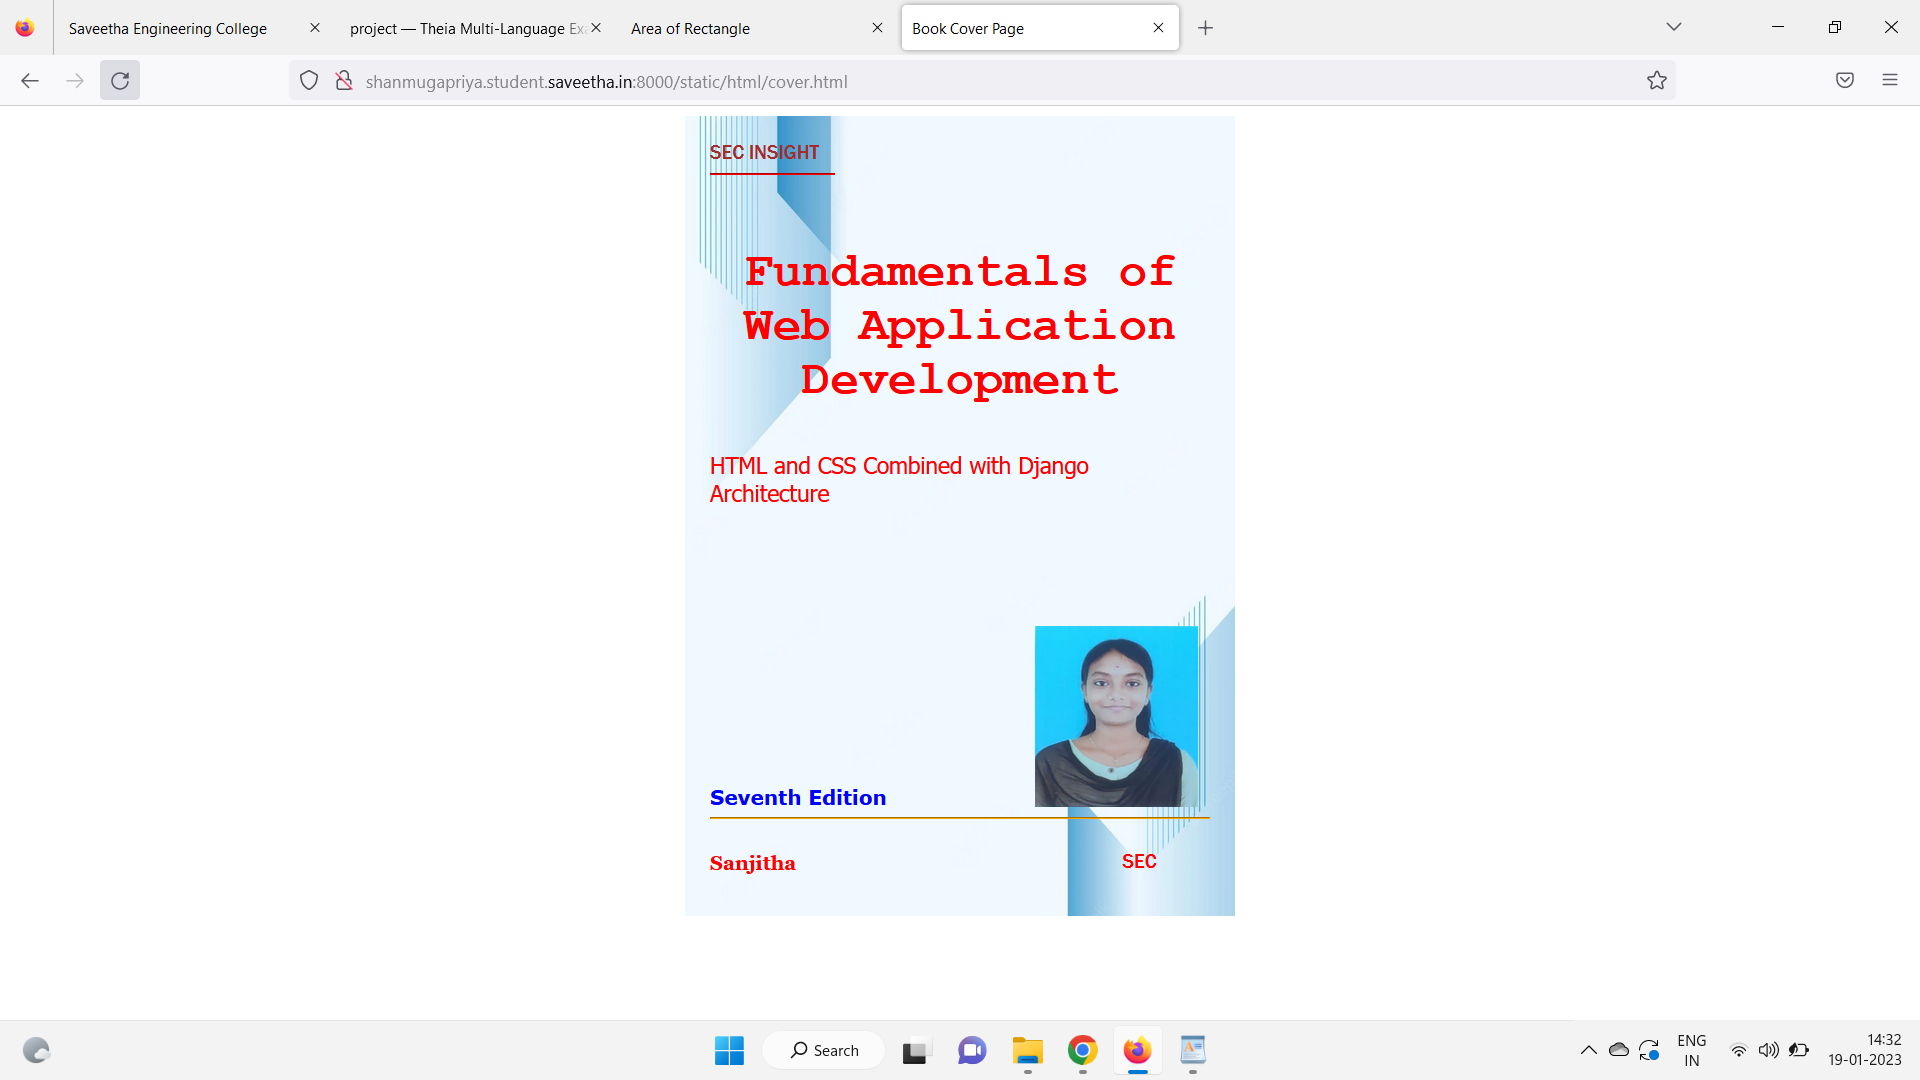 Saveetha Engineering College
project — Theia Multi-Language Ex
Area of Rectangle
Book Cover Page
shanmugapriya.student.saveetha.in:8000/static/html/cover.html
SEC INSIGHT
Fundamentals of
Web Application
Development
HTML and CSS Combined with Django
Architecture
Seventh Edition
Sanjitha
SEC
Search
ENG
IN
14:32
19-01-2023